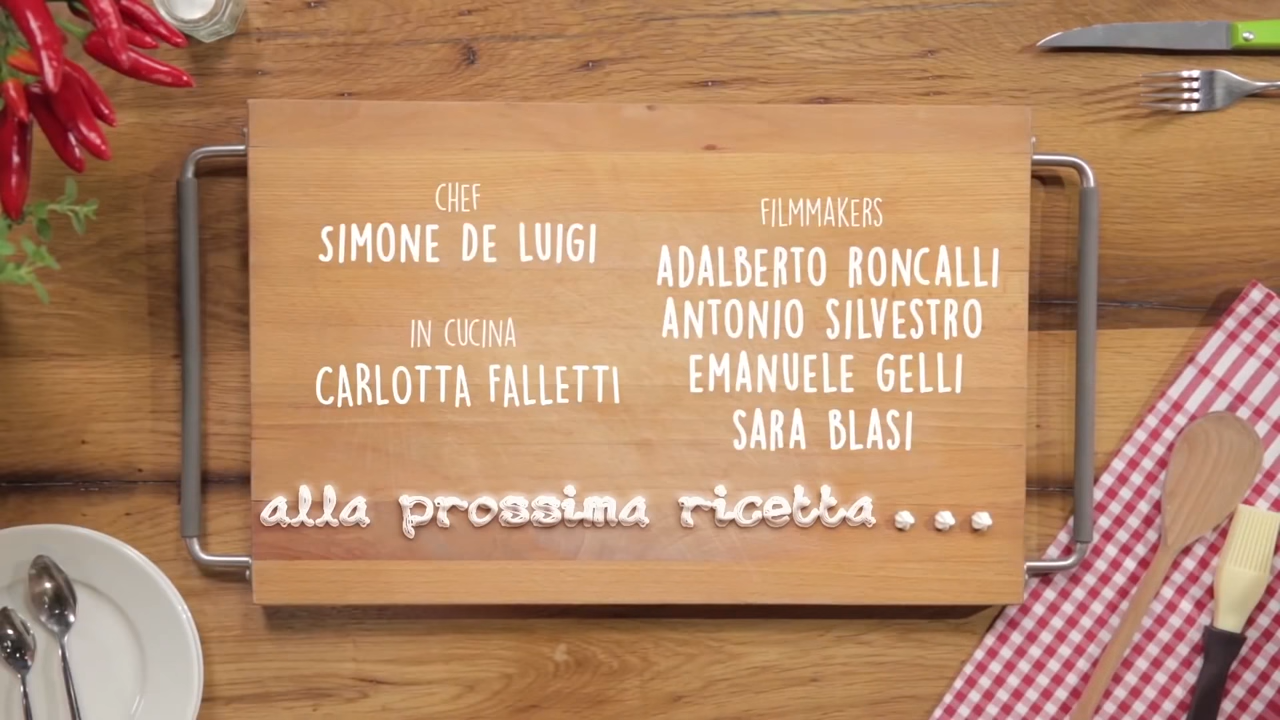 CHEF
SIMONE DE LUIGI
IN CUCINA
CARLOTTA FALLETTI
FILMMAKERS
ADALBERTO RONCALLI
ANTONIO SILVESTRO
EMANUELE GELLI
SARA BLASI
alla prossima ricetta...